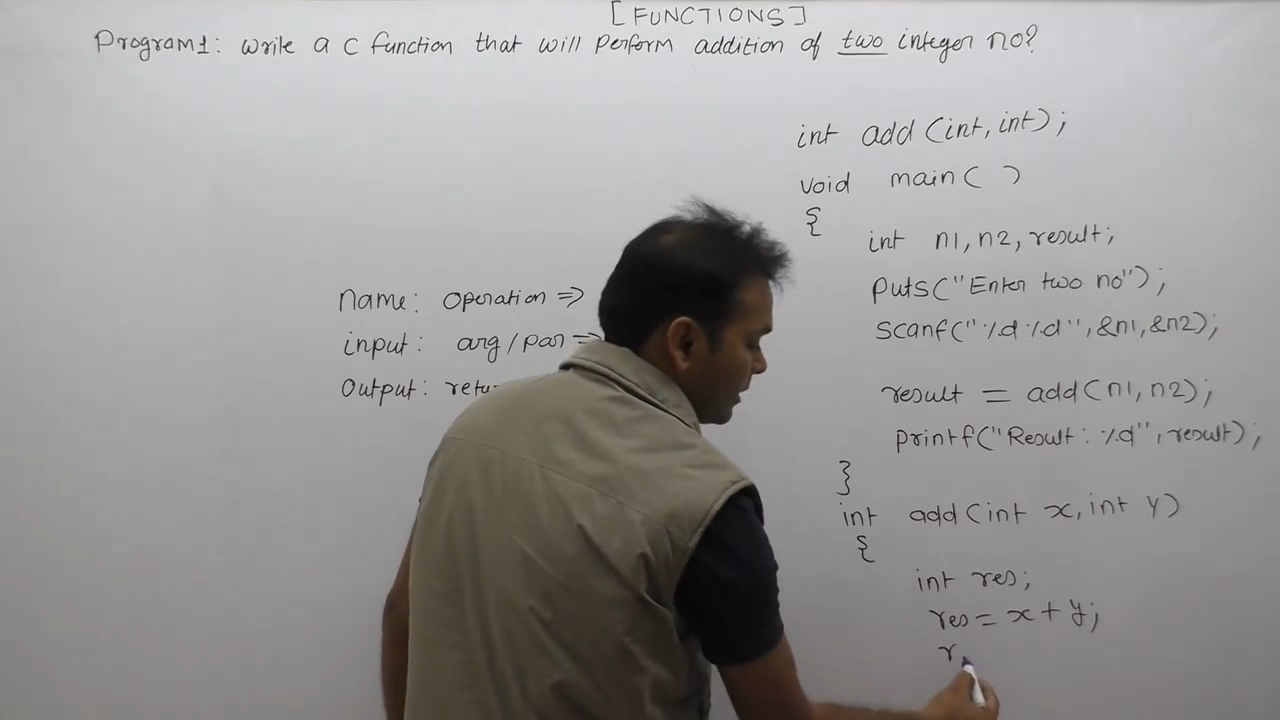 [FUNCTIONS]
Program1: write a c function that will perform addition of two integer no?
int add (int, int);
void main( )
{
int n1, n2, result;
name: operation =>
puts("Enter two no");
input: arg/par =>
scanf("%d %d", &n1, &n2);
output:
result = add(n1, n2);
printf("Result: %d", result);
}
int add(int x, int y)
{
int res;
res = x + y;
r